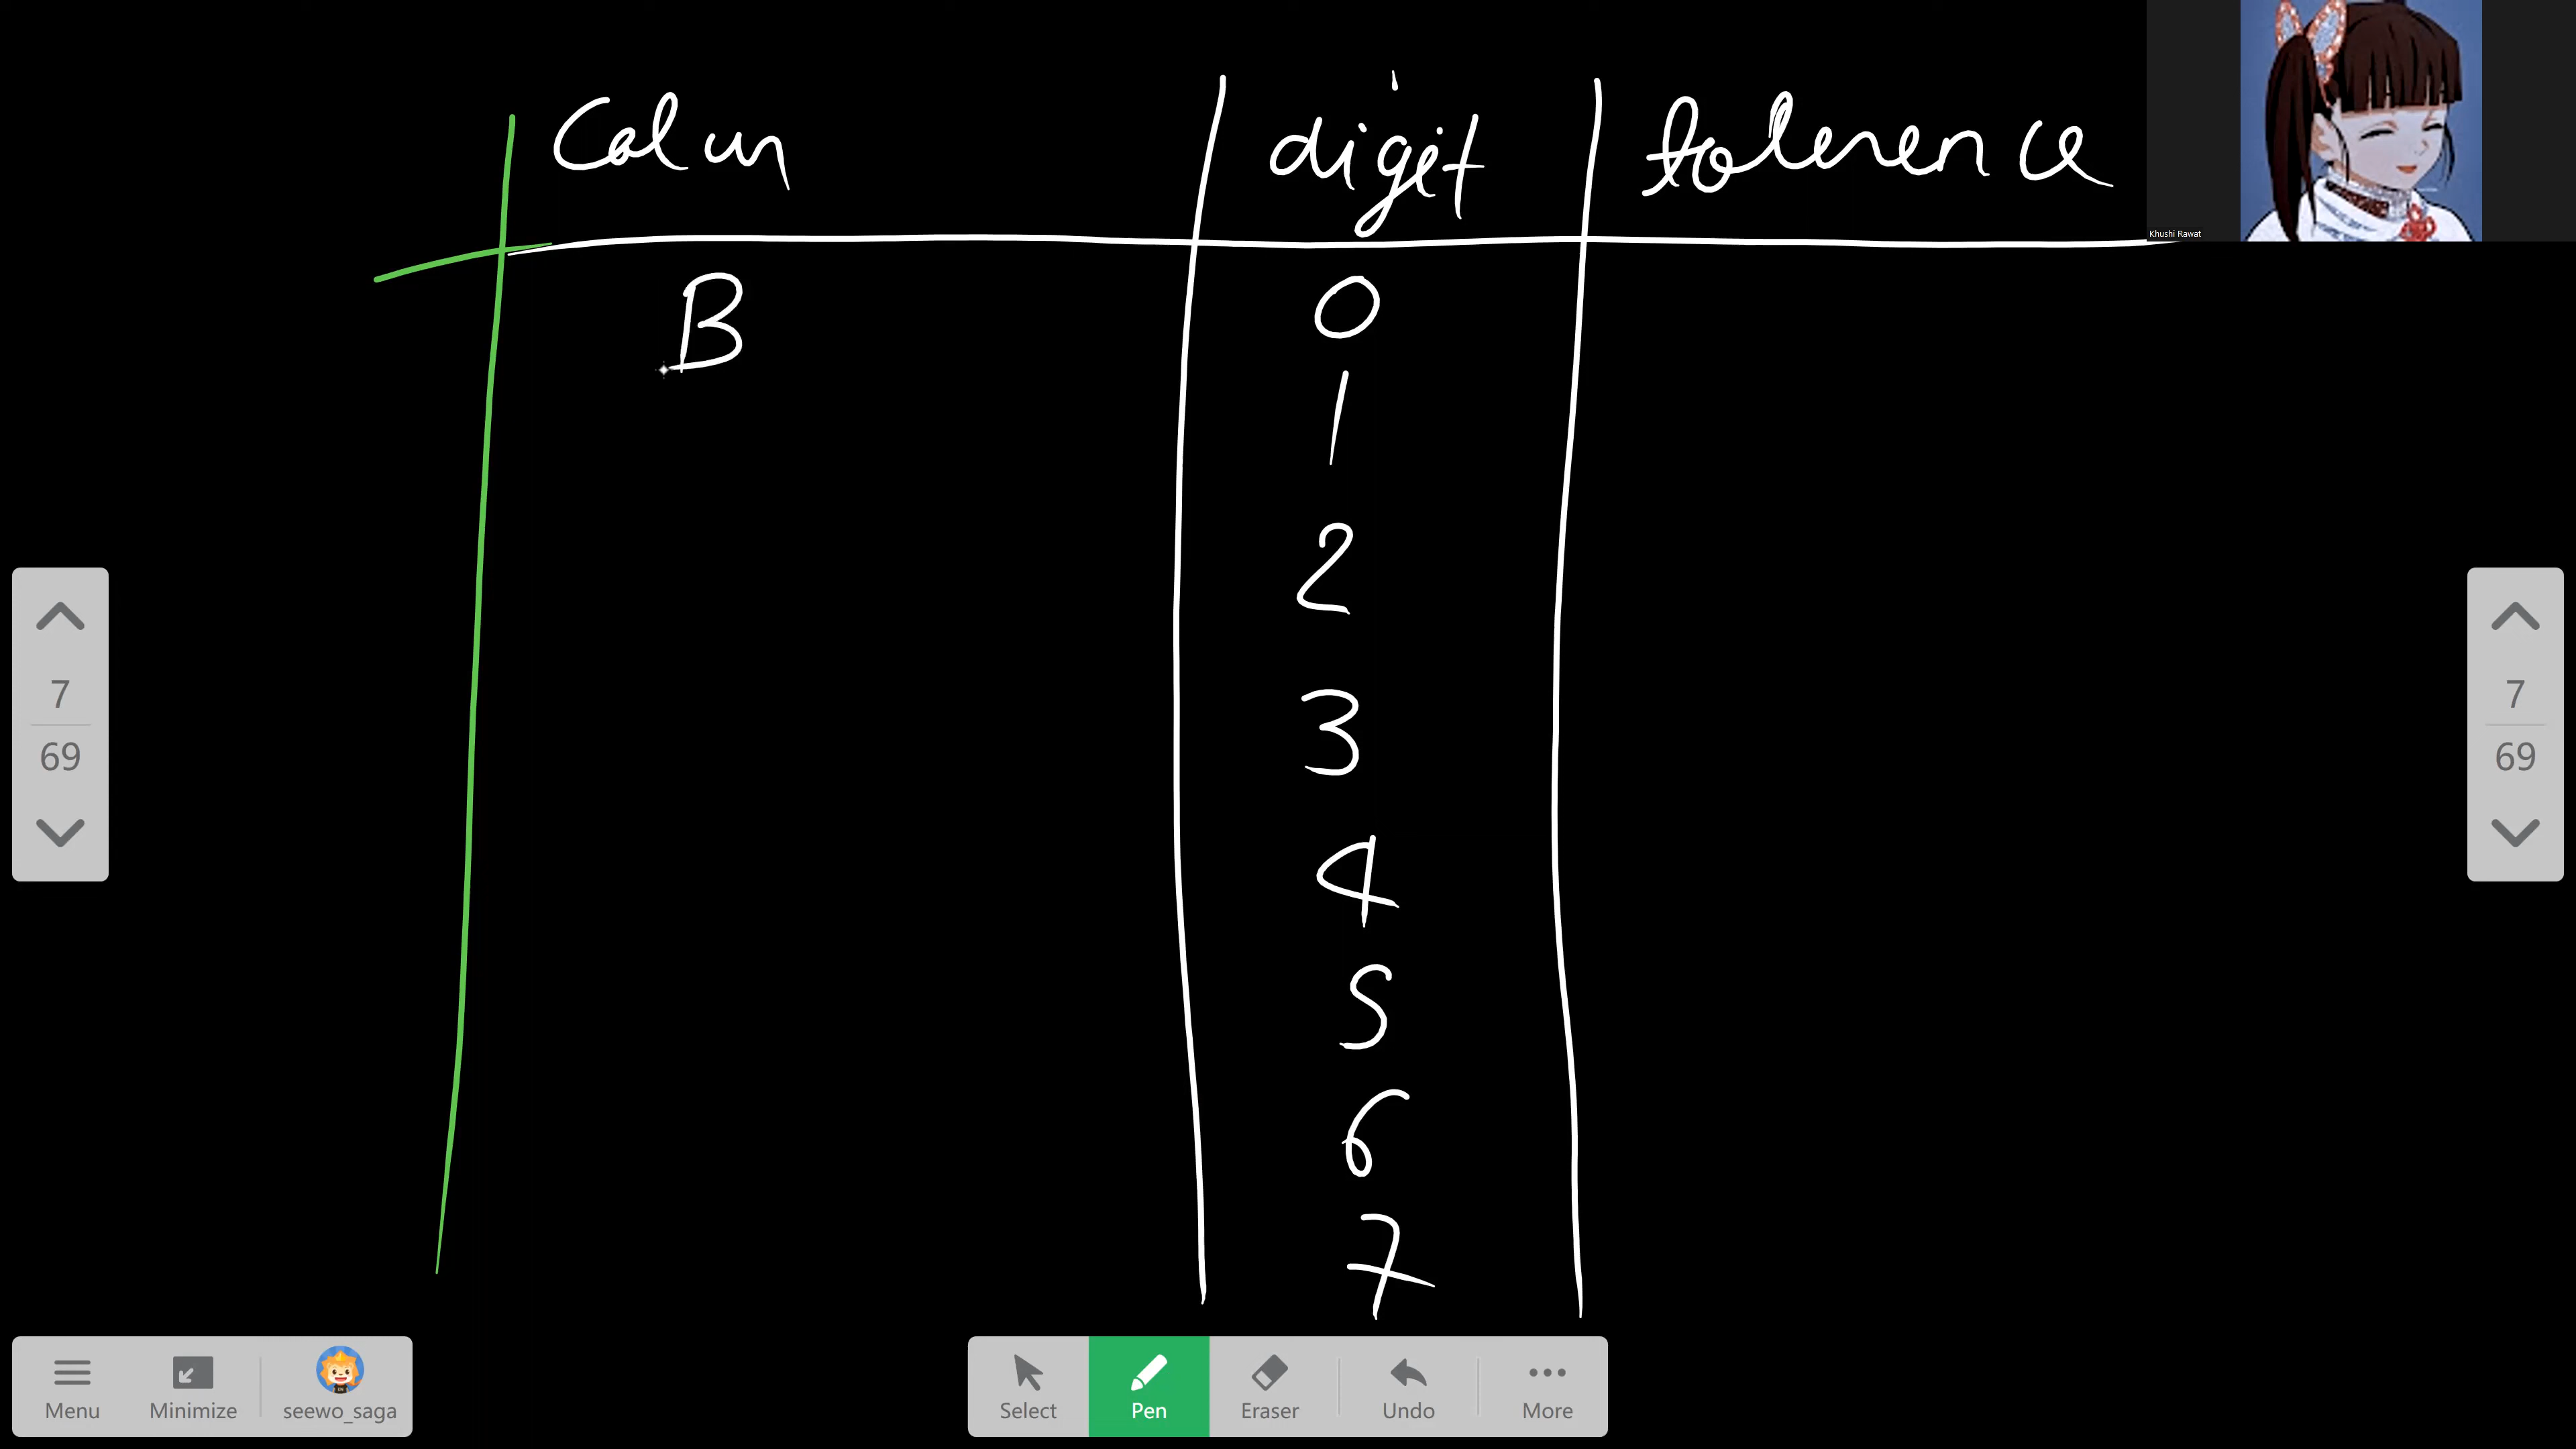 Colur digit tolerence
Khushi Rawat
B 0
1
2
3
4
5
6
7
7
69
7
69
Menu Minimize seewo_saga Select Pen Eraser Undo More